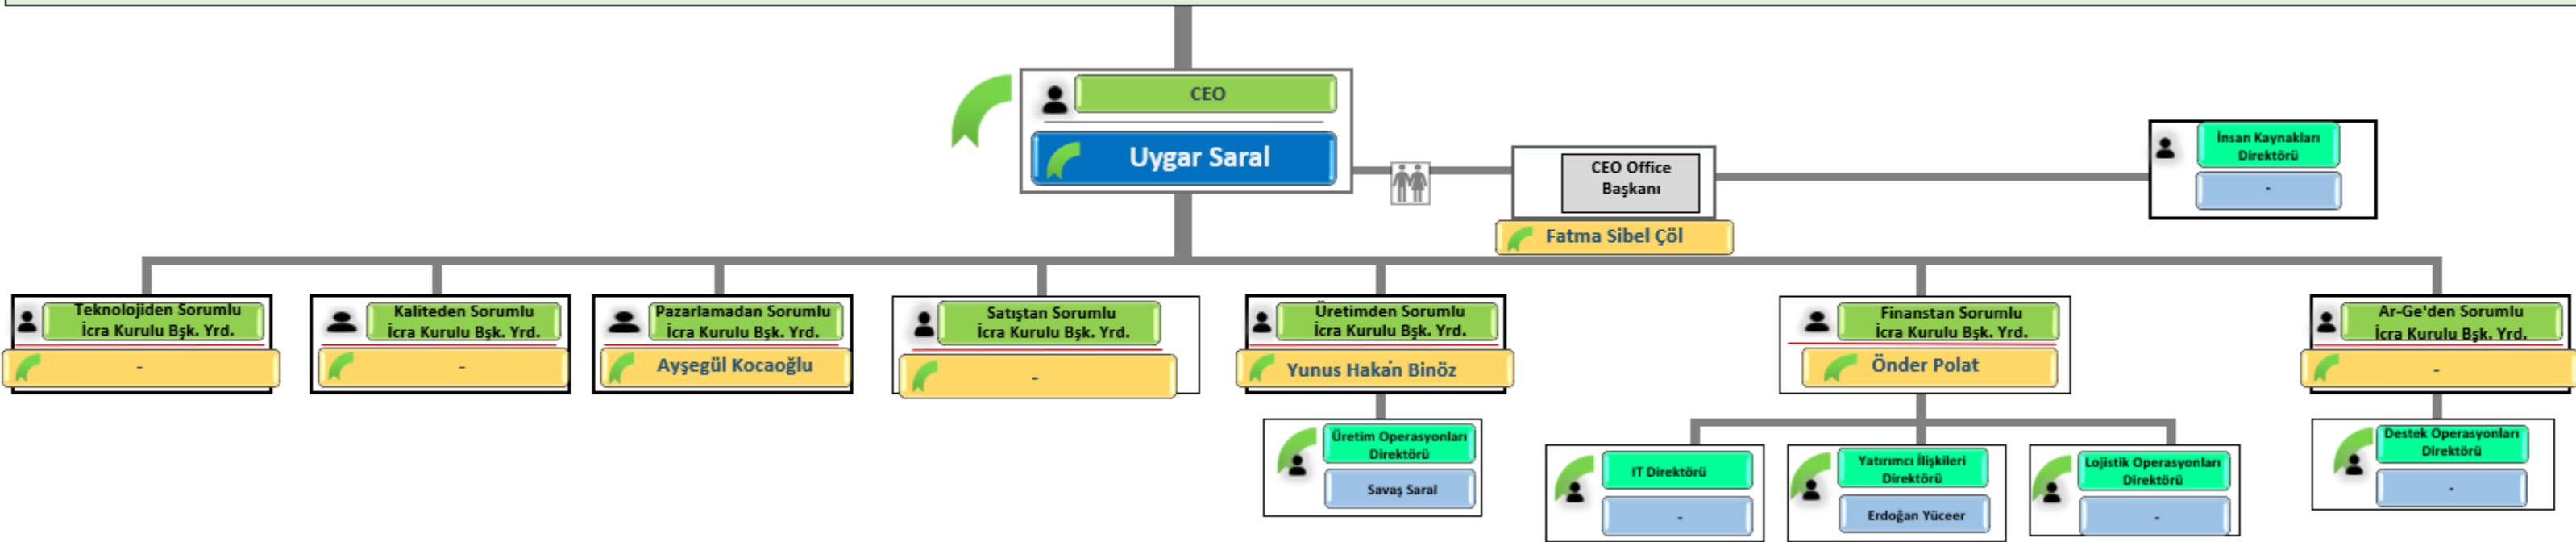 CEO
Uygar Saral
CEO Office
Başkanı
Fatma Sibel Çöl
İnsan Kaynakları
Direktörü
-
Teknolojiden Sorumlu
İcra Kurulu Bşk. Yrd.
-
Kaliteden Sorumlu
İcra Kurulu Bşk. Yrd.
-
Pazarlamadan Sorumlu
İcra Kurulu Bşk. Yrd.
Ayşegül Kocaoğlu
Satıştan Sorumlu
İcra Kurulu Bşk. Yrd.
-
Üretimden Sorumlu
İcra Kurulu Bşk. Yrd.
Yunus Hakan Binöz
Finanstan Sorumlu
İcra Kurulu Bşk. Yrd.
Önder Polat
Ar-Ge'den Sorumlu
İcra Kurulu Bşk. Yrd.
-
Üretim Operasyonları
Direktörü
Savaş Saral
IT Direktörü
-
Yatırımcı İlişkileri
Direktörü
Erdoğan Yüceer
Lojistik Operasyonları
Direktörü
-
Destek Operasyonları
Direktörü
-